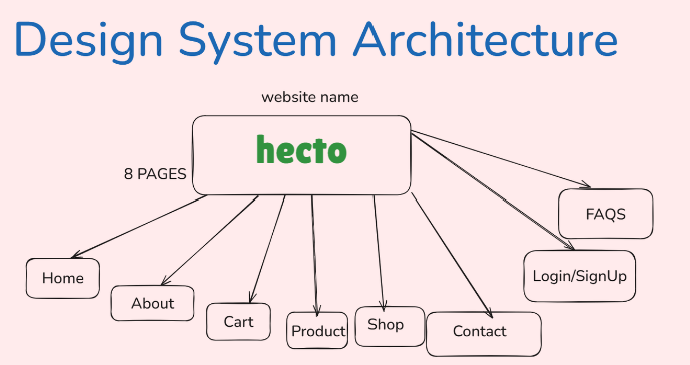 Design System Architecture
website name
hecto
8 PAGES
FAQS
Home
Login/SignUp
About
Cart
Product
Shop
Contact